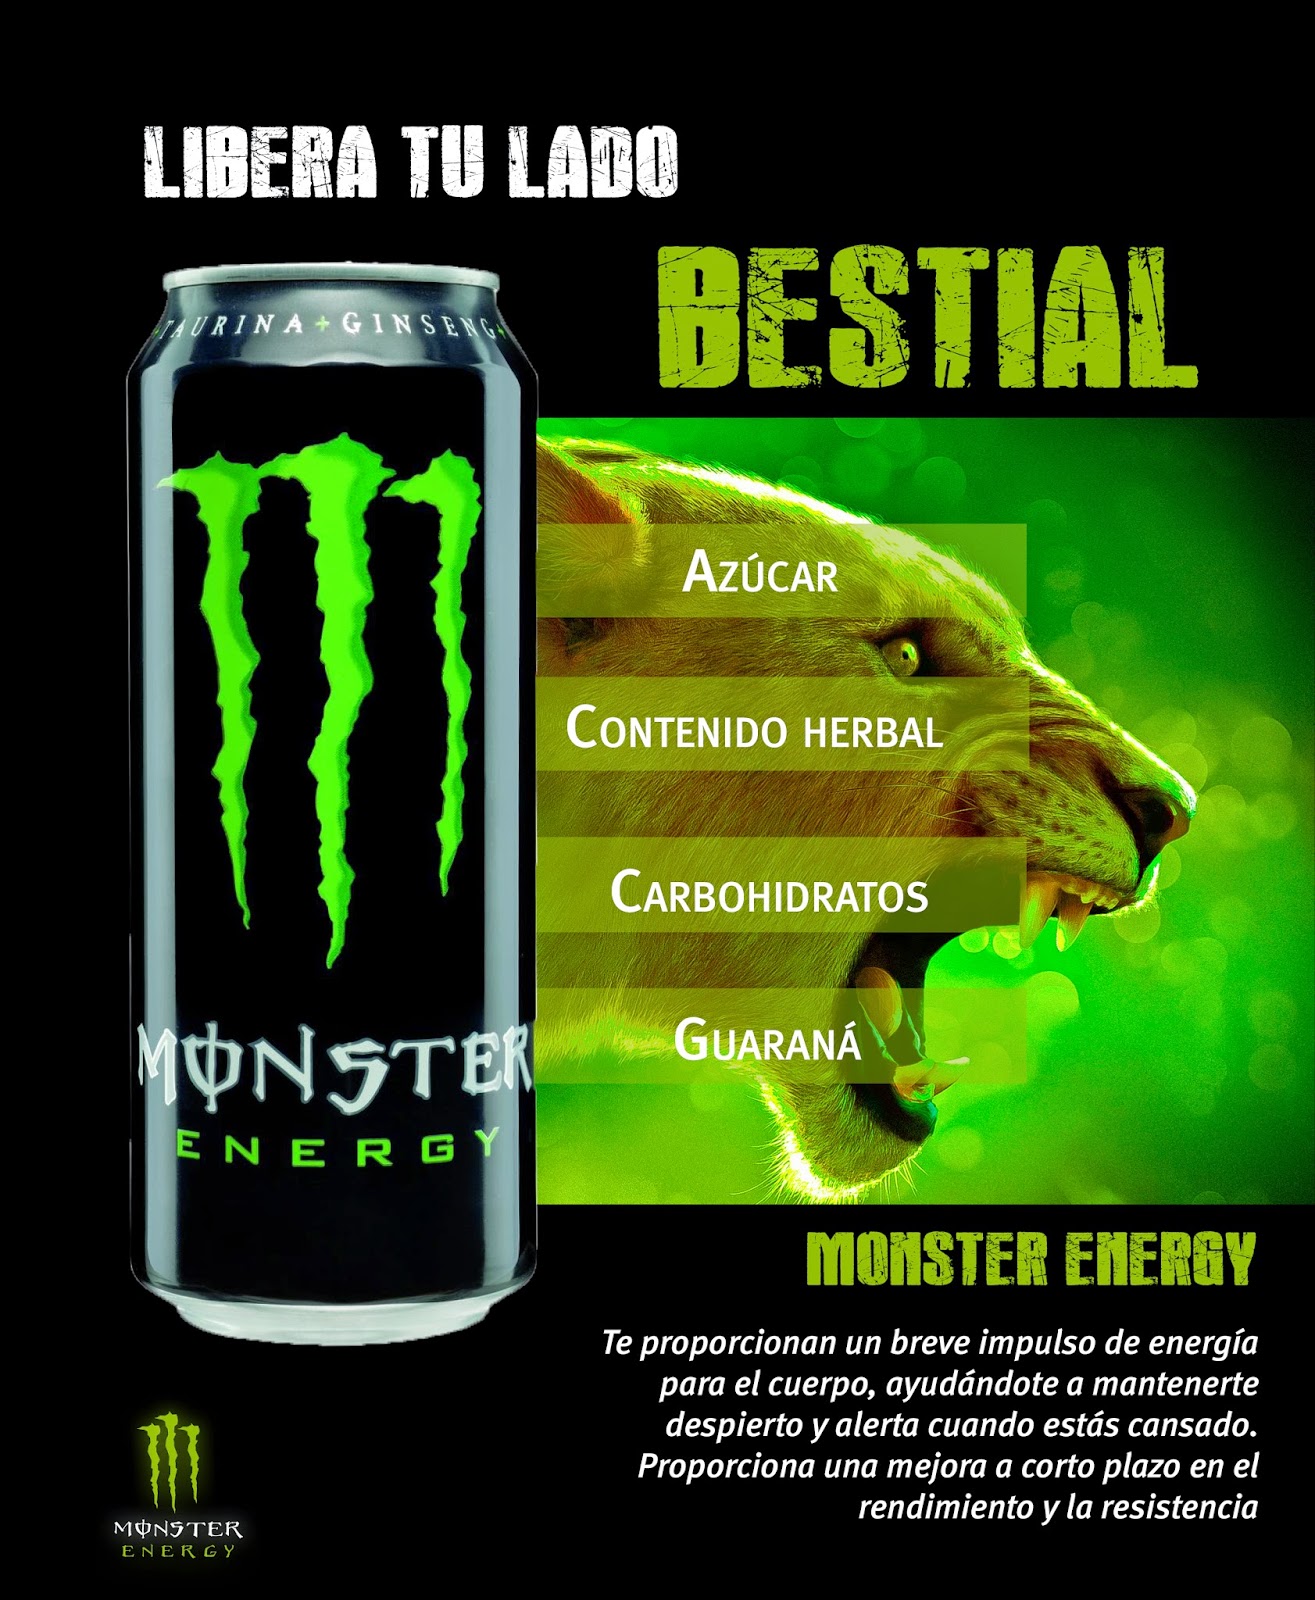 LIBERA TU LADO
BESTIAL
TAURINA + GINSENG +
MONSTER
ENERGY
AZÚCAR
CONTENIDO HERBAL
CARBOHIDRATOS
GUARANÁ
MONSTER ENERGY
Te proporcionan un breve impulso de energía
para el cuerpo, ayudándote a mantenerte
despierto y alerta cuando estás cansado.
Proporciona una mejora a corto plazo en el
rendimiento y la resistencia
MONSTER
ENERGY